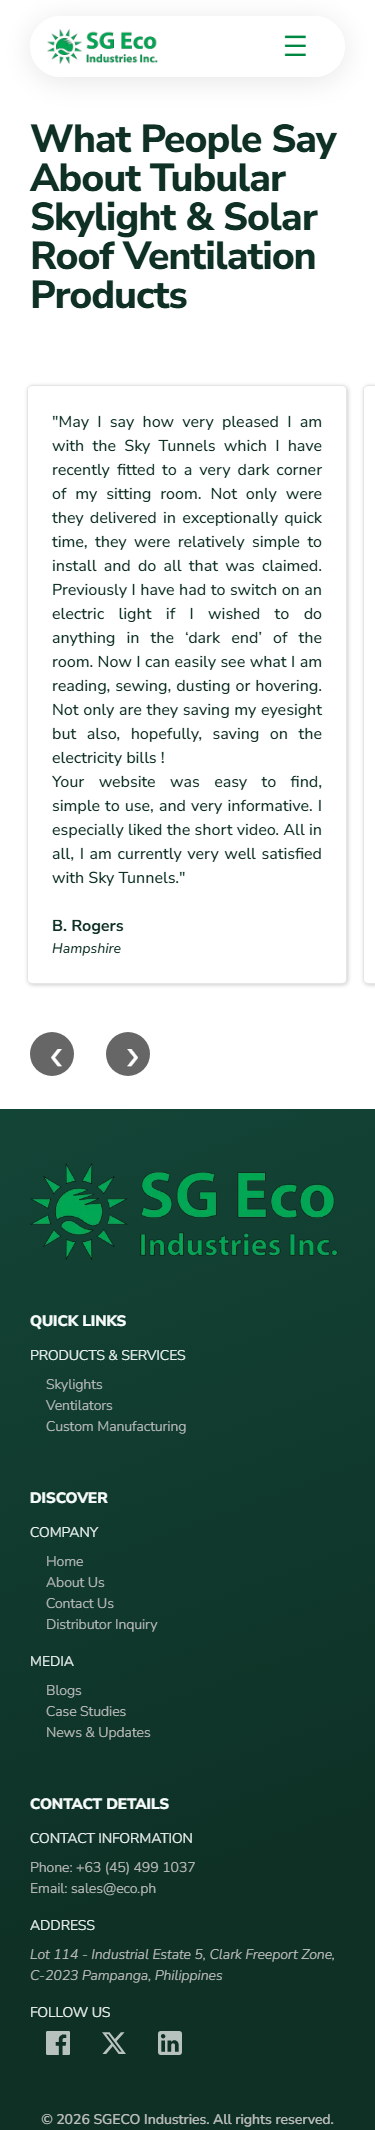 SG Eco
Industries Inc.
☰
What People Say
About Tubular
Skylight & Solar
Roof Ventilation
Products
"May I say how very pleased I am
with the Sky Tunnels which I have
recently fitted to a very dark corner
of my sitting room. Not only were
they delivered in exceptionally quick
time, they were relatively simple to
install and do all that was claimed.
Previously I have had to switch on an
electric light if I wished to do
anything in the ‘dark end’ of the
room. Now I can easily see what I am
reading, sewing, dusting or hovering.
Not only are they saving my eyesight
but also, hopefully, saving on the
electricity bills !
Your website was easy to find,
simple to use, and very informative. I
especially liked the short video. All in
all, I am currently very well satisfied
with Sky Tunnels."
B. Rogers
Hampshire
❮ ❯
SG Eco
Industries Inc.
QUICK LINKS
PRODUCTS & SERVICES
Skylights
Ventilators
Custom Manufacturing
DISCOVER
COMPANY
Home
About Us
Contact Us
Distributor Inquiry
MEDIA
Blogs
Case Studies
News & Updates
CONTACT DETAILS
CONTACT INFORMATION
Phone: +63 (45) 499 1037
Email: sales@eco.ph
ADDRESS
Lot 114 - Industrial Estate 5, Clark Freeport Zone,
C-2023 Pampanga, Philippines
FOLLOW US
© 2026 SGECO Industries. All rights reserved.